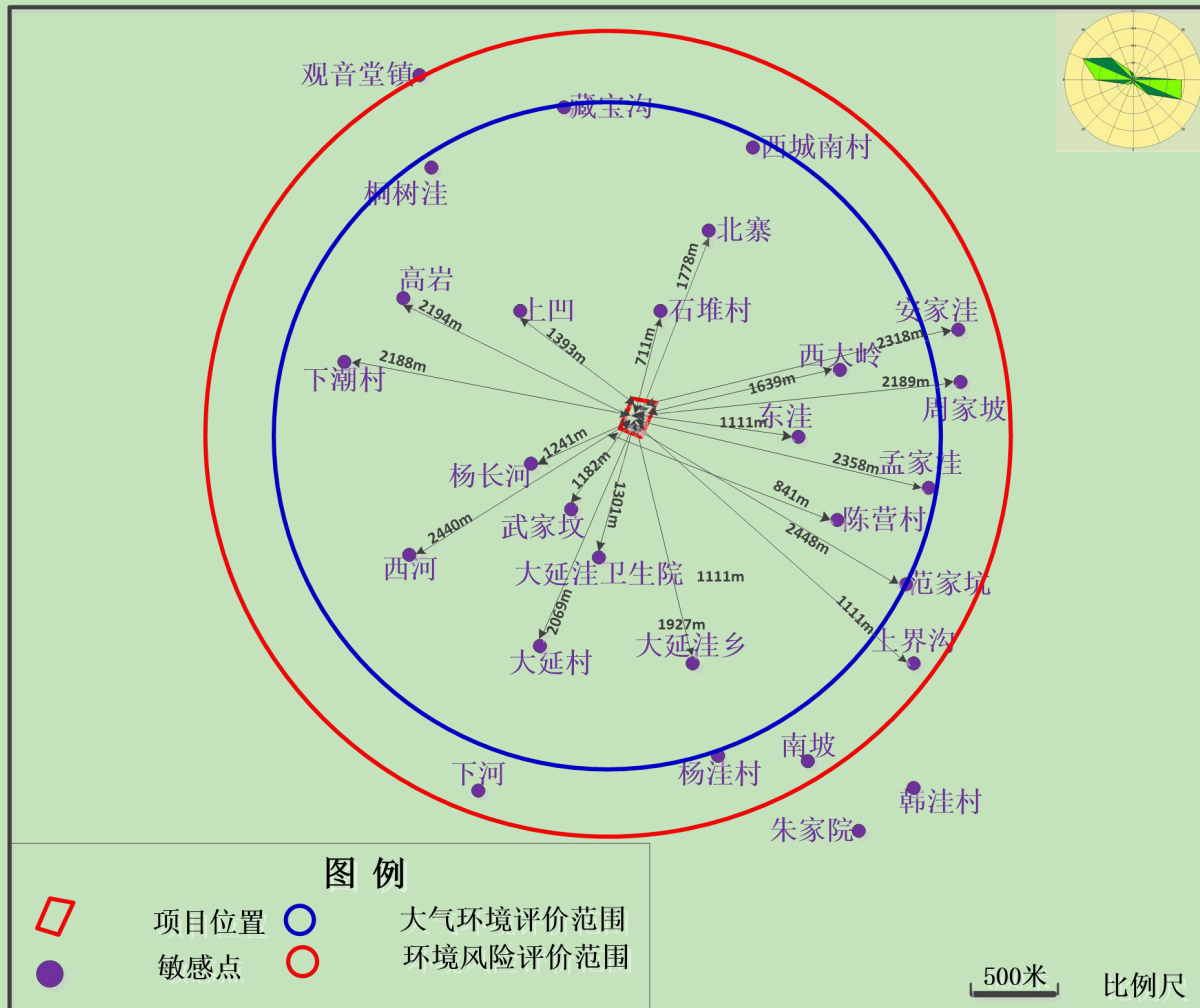 观音堂镇
藏宝沟
西城南村
桐树洼
北寨
1778m
高岩
2194m
上凹
1393m
石堆村
711m
安家洼
2318m
西大岭
1639m
下潮村
2188m
2189m
周家坡
东洼
1111m
杨长河
1241m
2358m
孟家洼
1182m
1301m
841m
陈营村
武家坟
2440m
2448m
西河
大延洼卫生院
1111m
范家坑
2069m
1111m
1927m
大延村
大延洼乡
上界沟
下河
杨洼村
南坡
韩洼村
朱家院
图 例
项目位置
大气环境评价范围
敏感点
环境风险评价范围
500米
比例尺